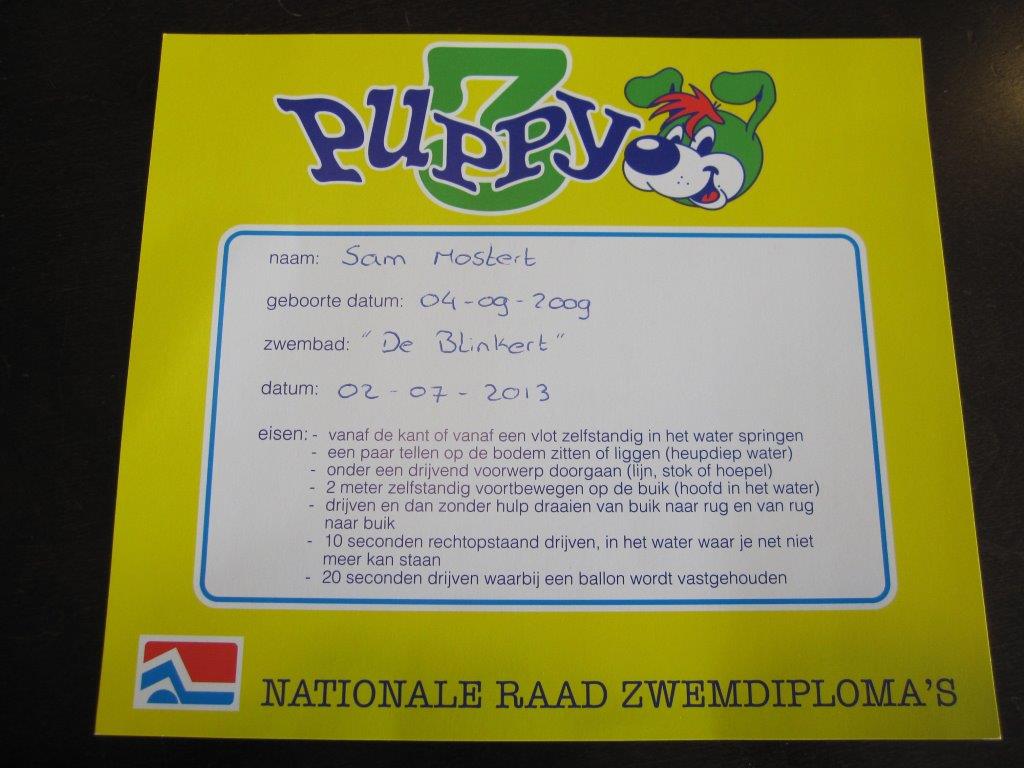 3
puppy
naam: Sam Mostert
geboorte datum: 04-09-2009
zwembad: "De Blinkert"
datum: 02-07-2013
eisen: - vanaf de kant of vanaf een vlot zelfstandig in het water springen
- een paar tellen op de bodem zitten of liggen (heupdiep water)
- onder een drijvend voorwerp doorgaan (lijn, stok of hoepel)
- 2 meter zelfstandig voortbewegen op de buik (hoofd in het water)
- drijven en dan zonder hulp draaien van buik naar rug en van rug
naar buik
- 10 seconden rechtopstaand drijven, in het water waar je net niet
meer kan staan
- 20 seconden drijven waarbij een ballon wordt vastgehouden
NATIONALE RAAD ZWEMDIPLOMA'S